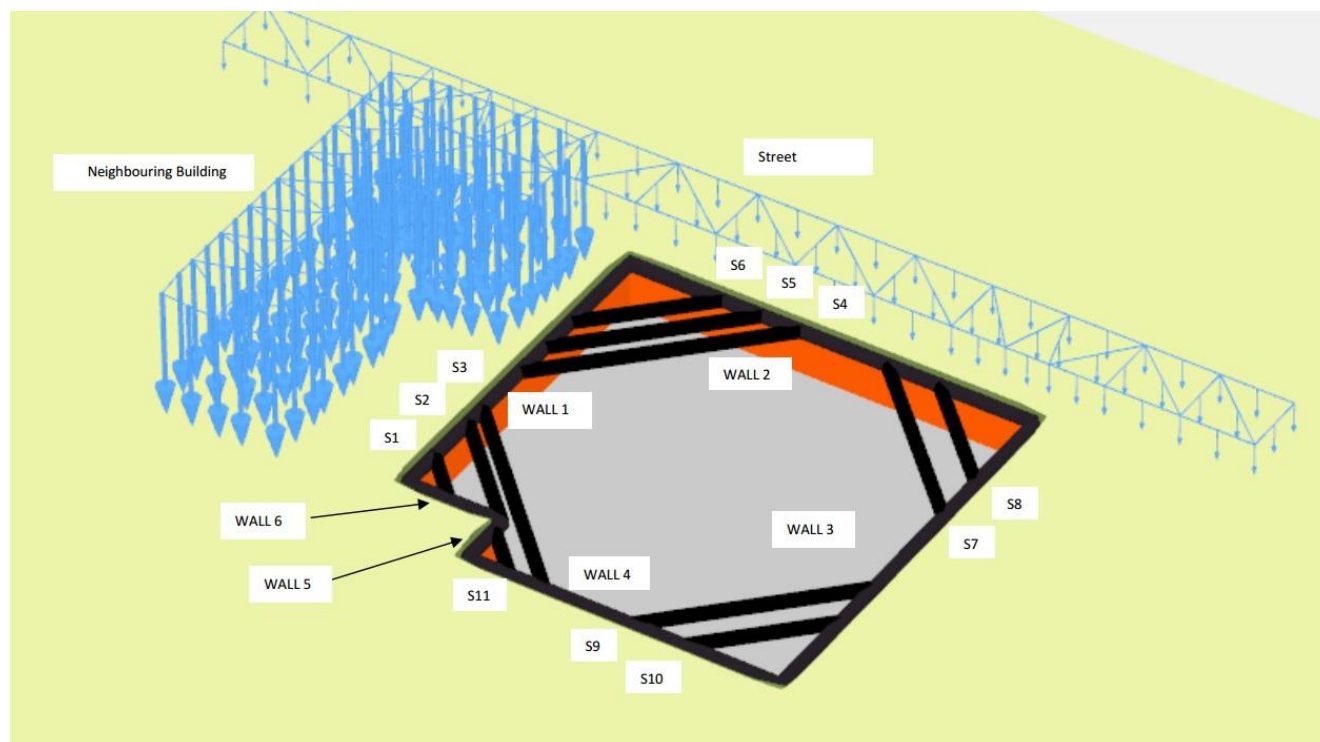 Street
Neighbouring Building
S6
S5
S4
S3
WALL 2
S2
WALL 1
S1
S8
WALL 6
WALL 3
S7
WALL 4
WALL 5
S11
S9
S10